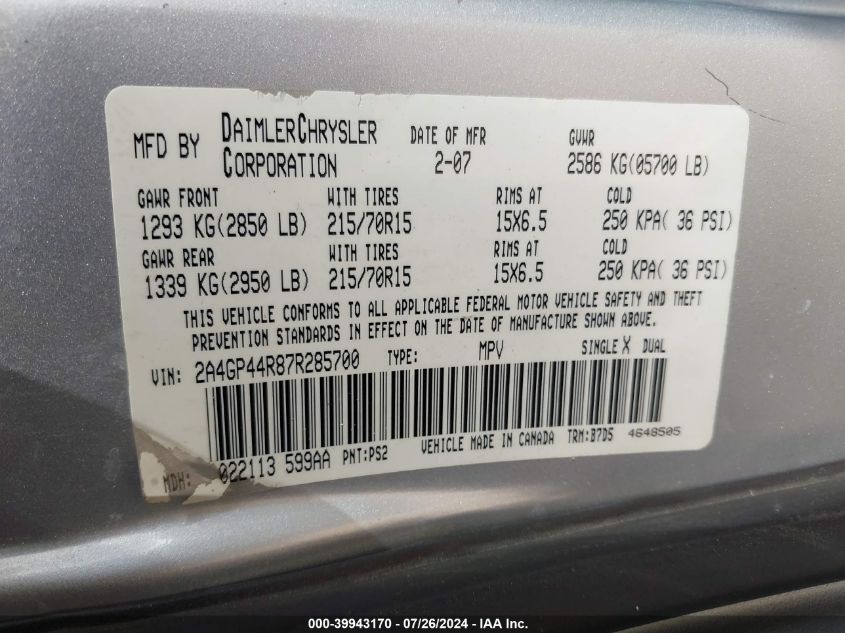 MFD BY DAIMLERCHRYSLER CORPORATION DATE OF MFR 2-07 GVWR 2586 KG(05700 LB)
GAWR FRONT WITH TIRES RIMS AT COLD
1293 KG(2850 LB) 215/70R15 15X6.5 250 KPA( 36 PSI)
GAWR REAR WITH TIRES RIMS AT COLD
1339 KG(2950 LB) 215/70R15 15X6.5 250 KPA( 36 PSI)
THIS VEHICLE CONFORMS TO ALL APPLICABLE FEDERAL MOTOR VEHICLE SAFETY AND THEFT
PREVENTION STANDARDS IN EFFECT ON THE DATE OF MANUFACTURE SHOWN ABOVE.
VIN: 2A4GP44R87R285700 TYPE: MPV SINGLE X DUAL
MDH: 022113 599AA PNT:PS2 VEHICLE MADE IN CANADA TRM:B7D5 4648505
000-39943170 - 07/26/2024 - IAA Inc.